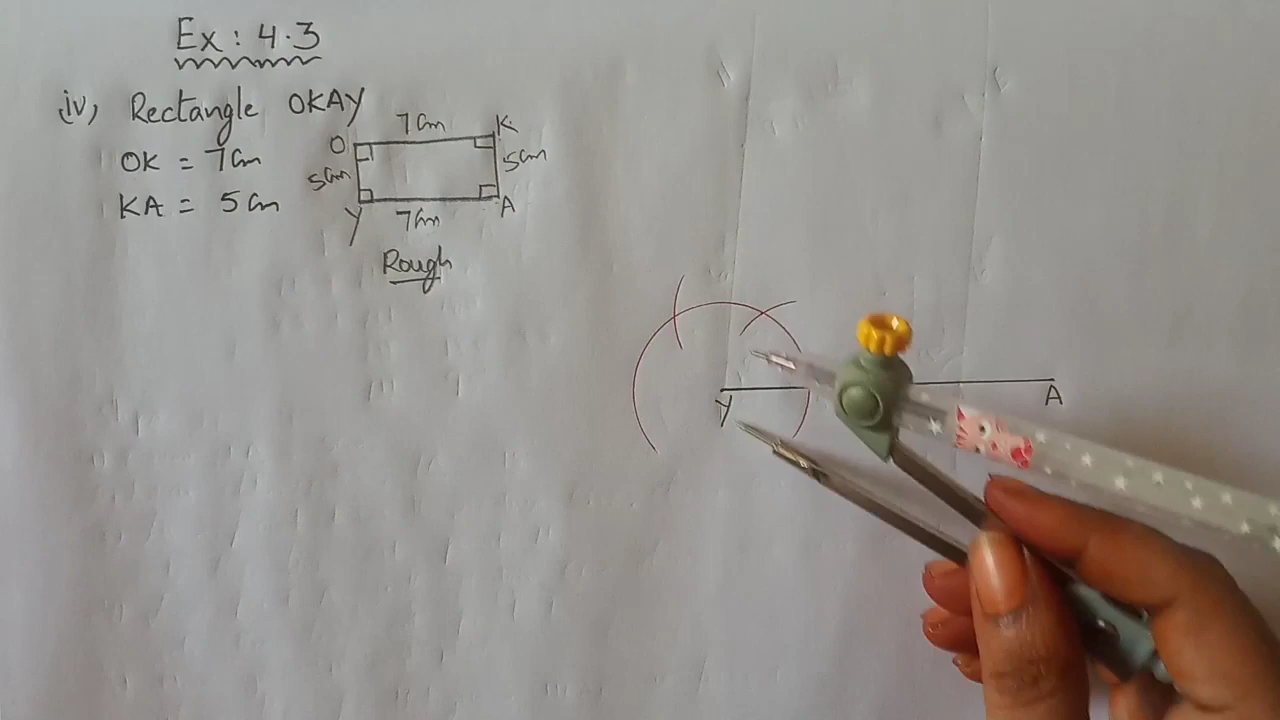 Ex: 4.3
iv) Rectangle OKAY
OK = 7cm
KA = 5cm
7cm
O
K
5cm
5cm
Y
7cm
A
Rough
Y
A